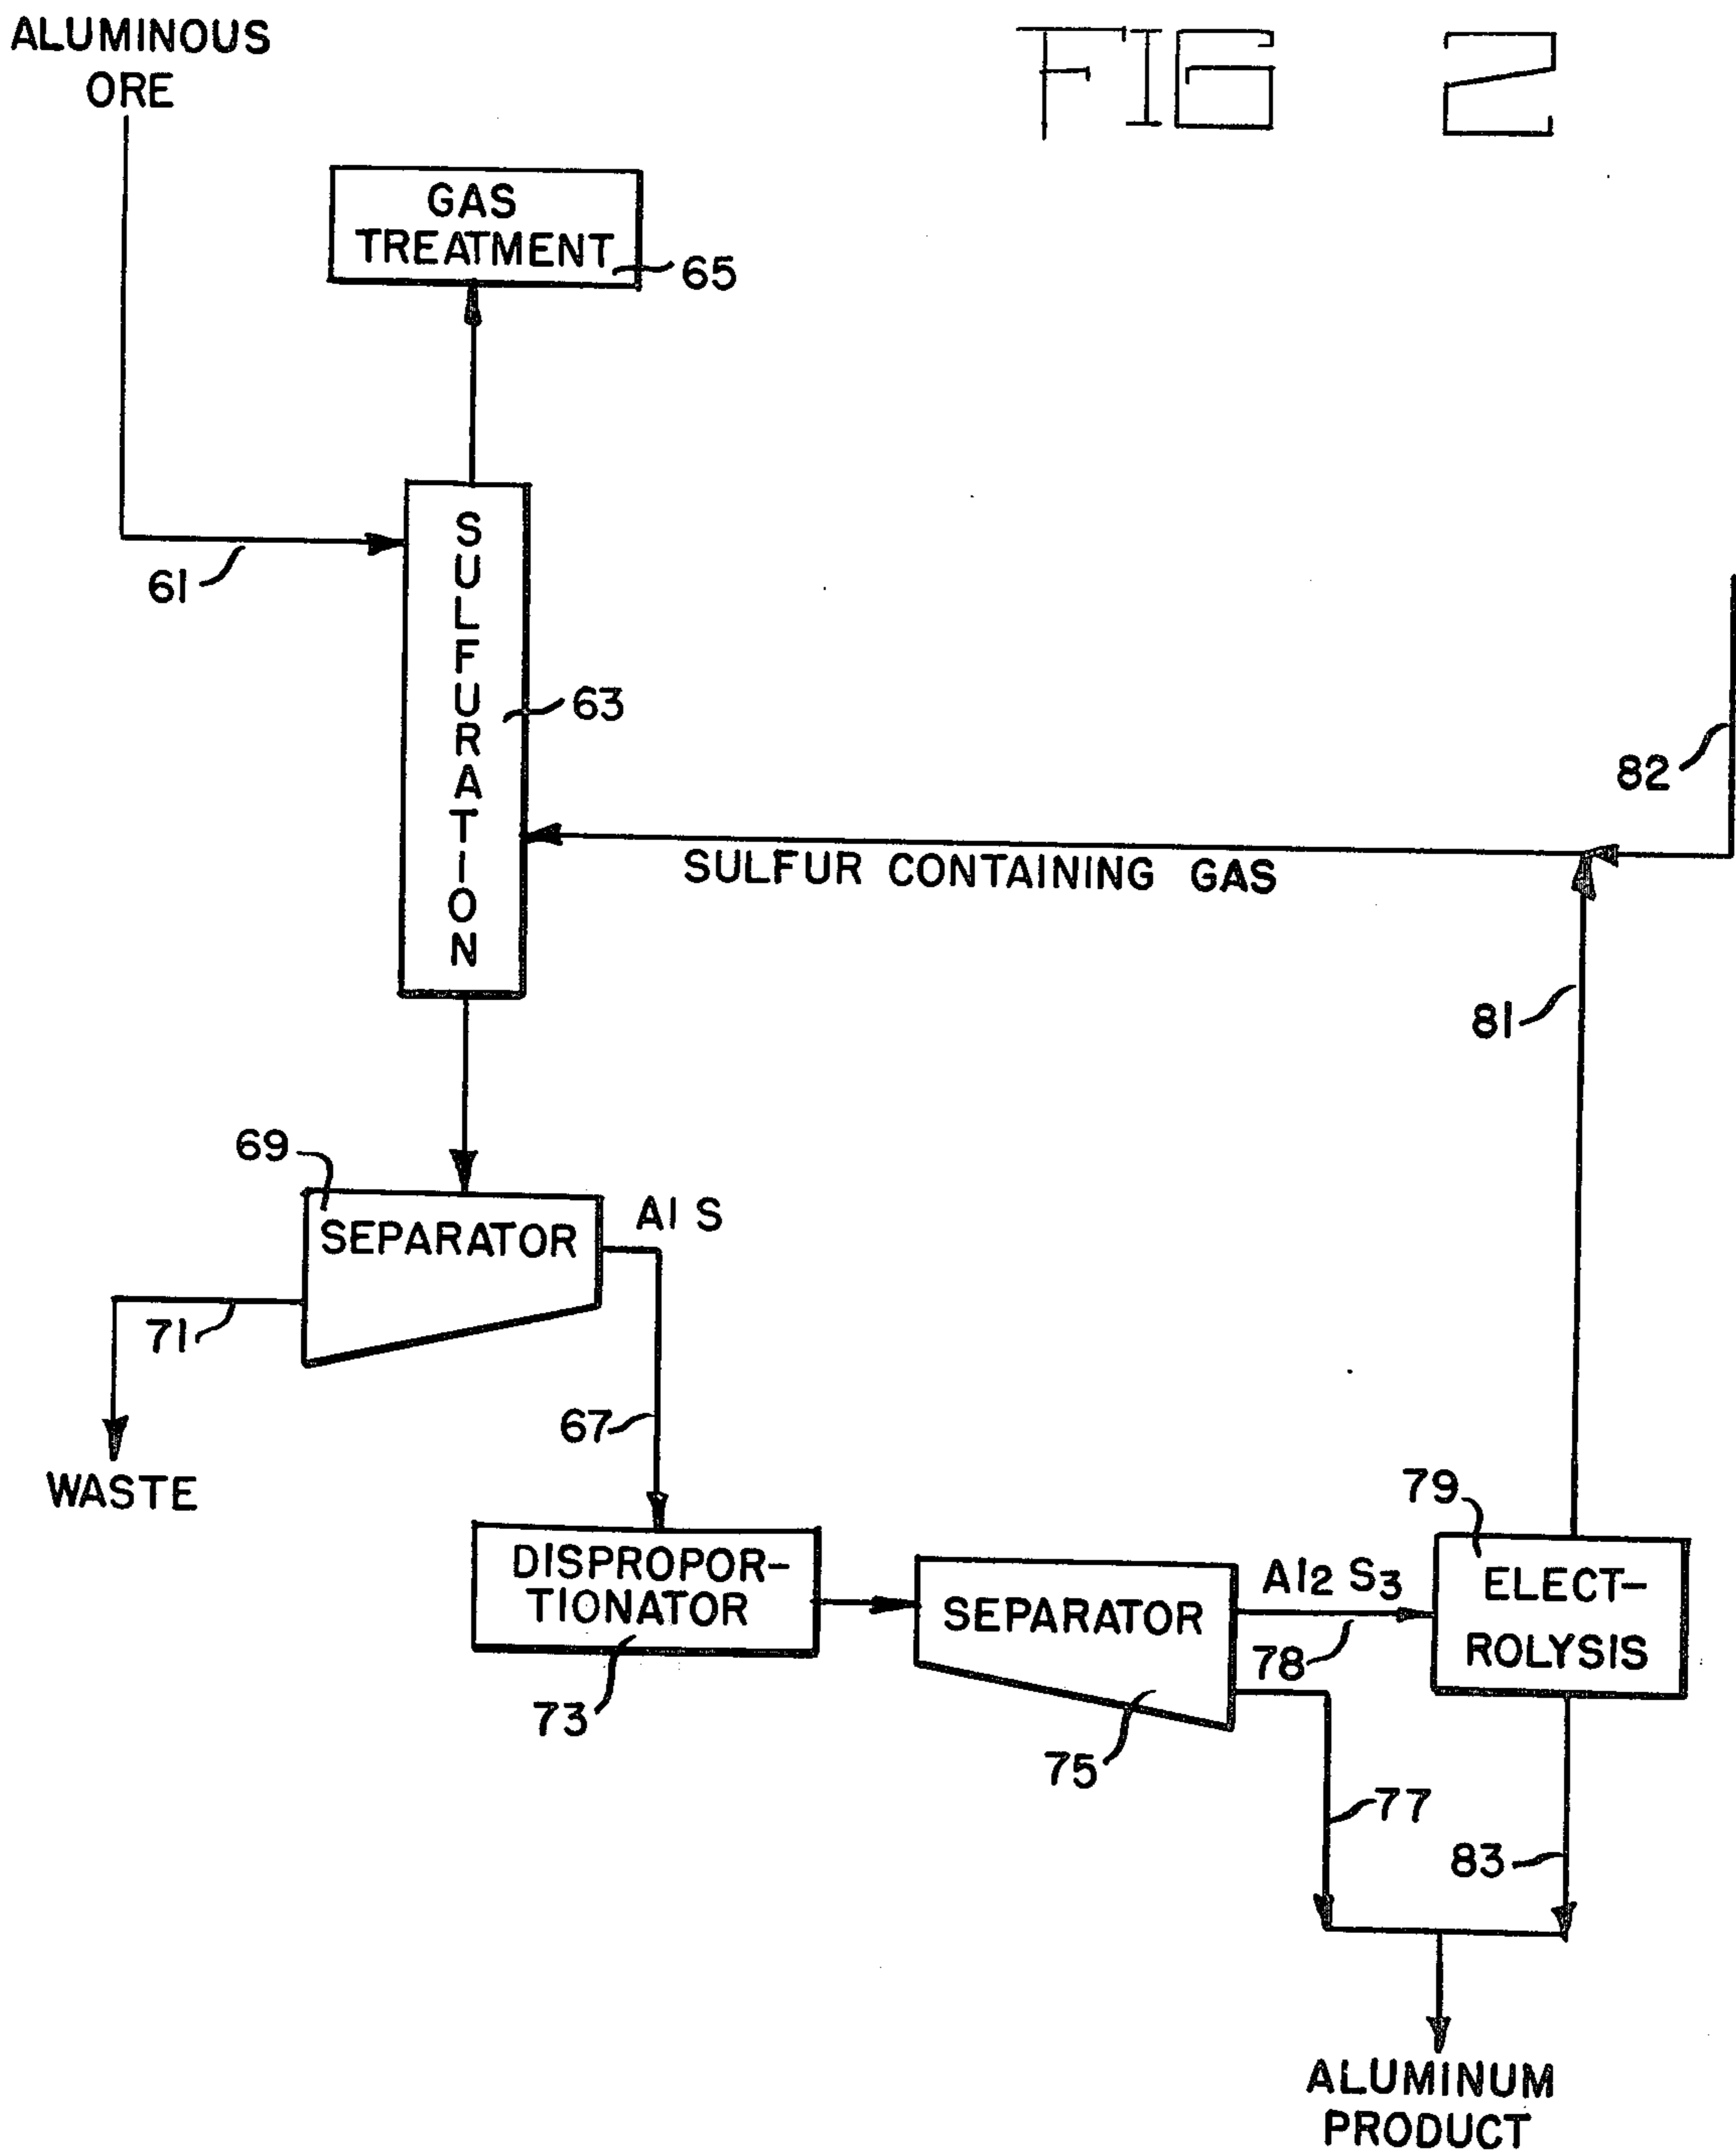 ALUMINOUS
ORE
FIG 2
GAS
TREATMENT
65
61
SULFURATION
63
82
SULFUR CONTAINING GAS
81
69
SEPARATOR
Al S
71
67
WASTE
79
DISPROPOR-
TIONATOR
SEPARATOR
Al2 S3
ELECT-
ROLYSIS
78
73
75
77
83
ALUMINUM
PRODUCT